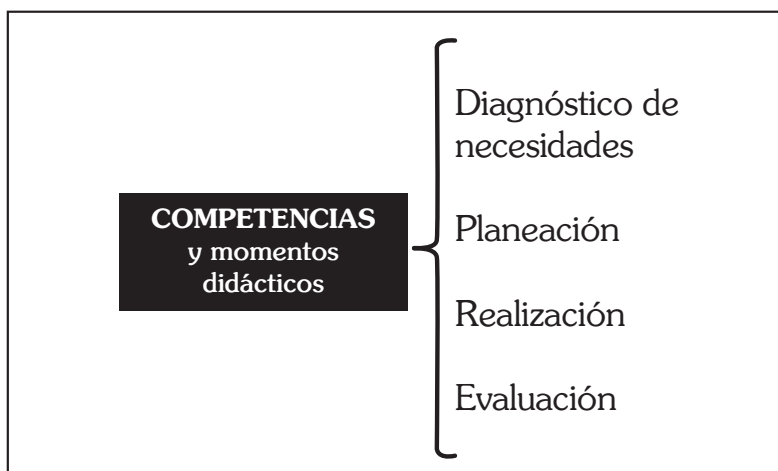 COMPETENCIAS
y momentos
didácticos
Diagnóstico de
necesidades
Planeación
Realización
Evaluación